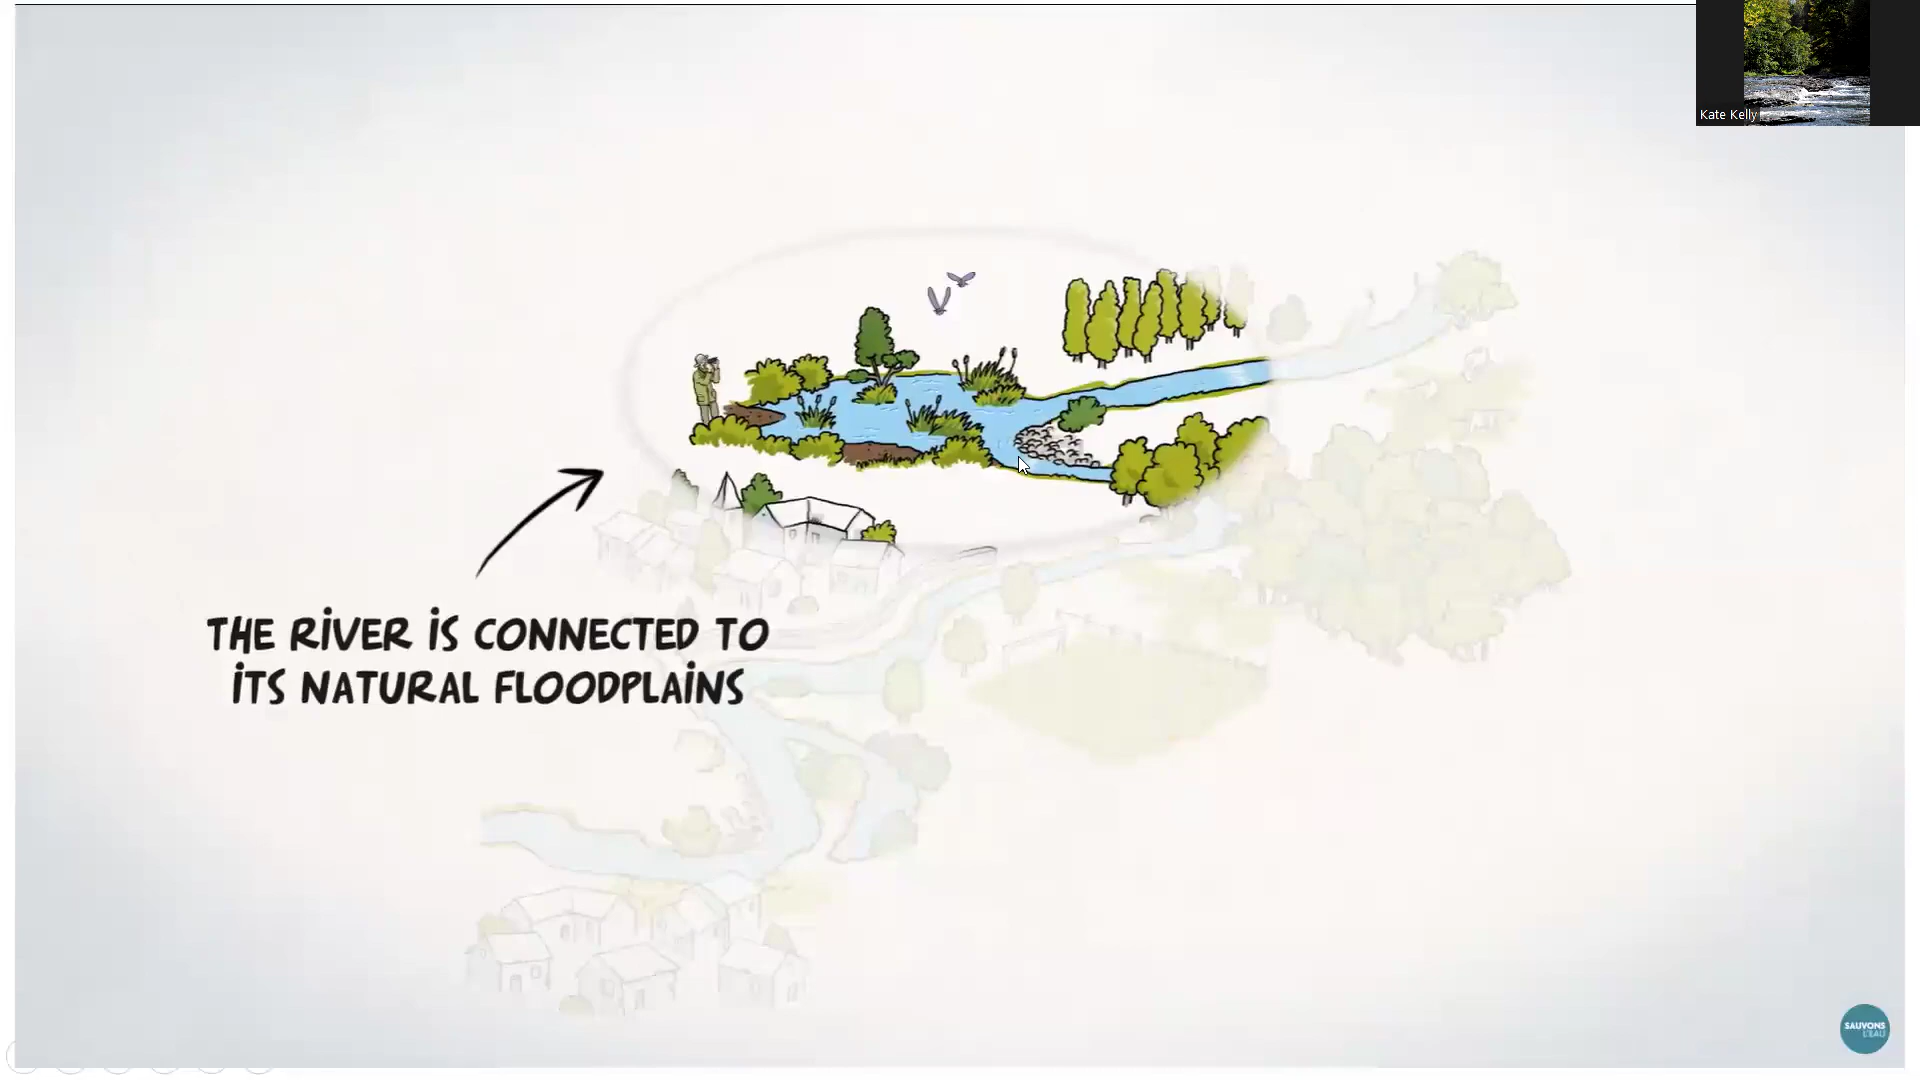 Kate Kelly
THE RIVER IS CONNECTED TO
ITS NATURAL FLOODPLAINS
SAUVONS
L'EAU